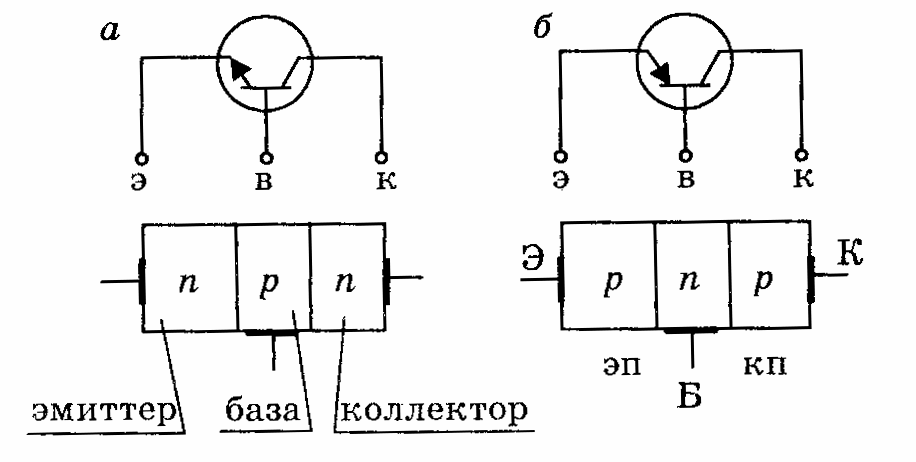 а б
э в к э в к
n p n Э p n p К
эп кп
Б
эмиттер база коллектор